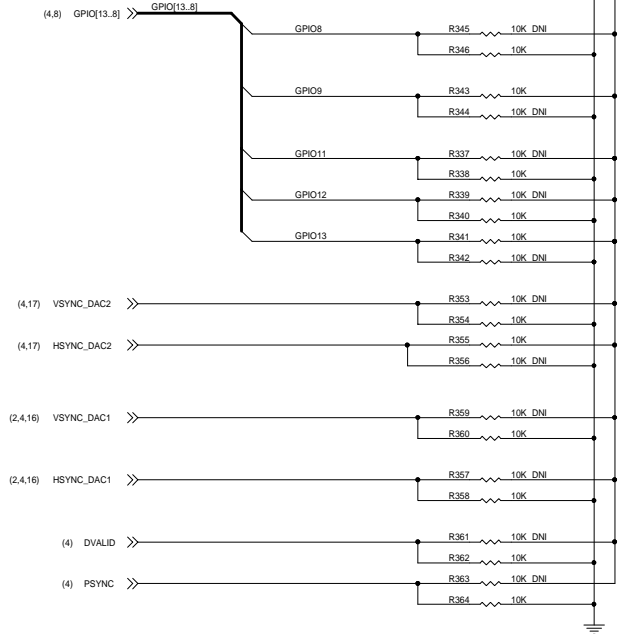 (4,8) GPIO[13..8] GPIO[13..8]
GPIO8 R345 10K DNI
R346 10K
GPIO9 R343 10K
R344 10K DNI
GPIO11 R337 10K DNI
R338 10K
GPIO12 R339 10K DNI
R340 10K
GPIO13 R341 10K
R342 10K DNI
(4,17) VSYNC_DAC2 R353 10K DNI
R354 10K
(4,17) HSYNC_DAC2 R355 10K
R356 10K DNI
(2,4,16) VSYNC_DAC1 R359 10K DNI
R360 10K
(2,4,16) HSYNC_DAC1 R357 10K DNI
R358 10K
(4) DVALID R361 10K DNI
R362 10K
(4) PSYNC R363 10K DNI
R364 10K